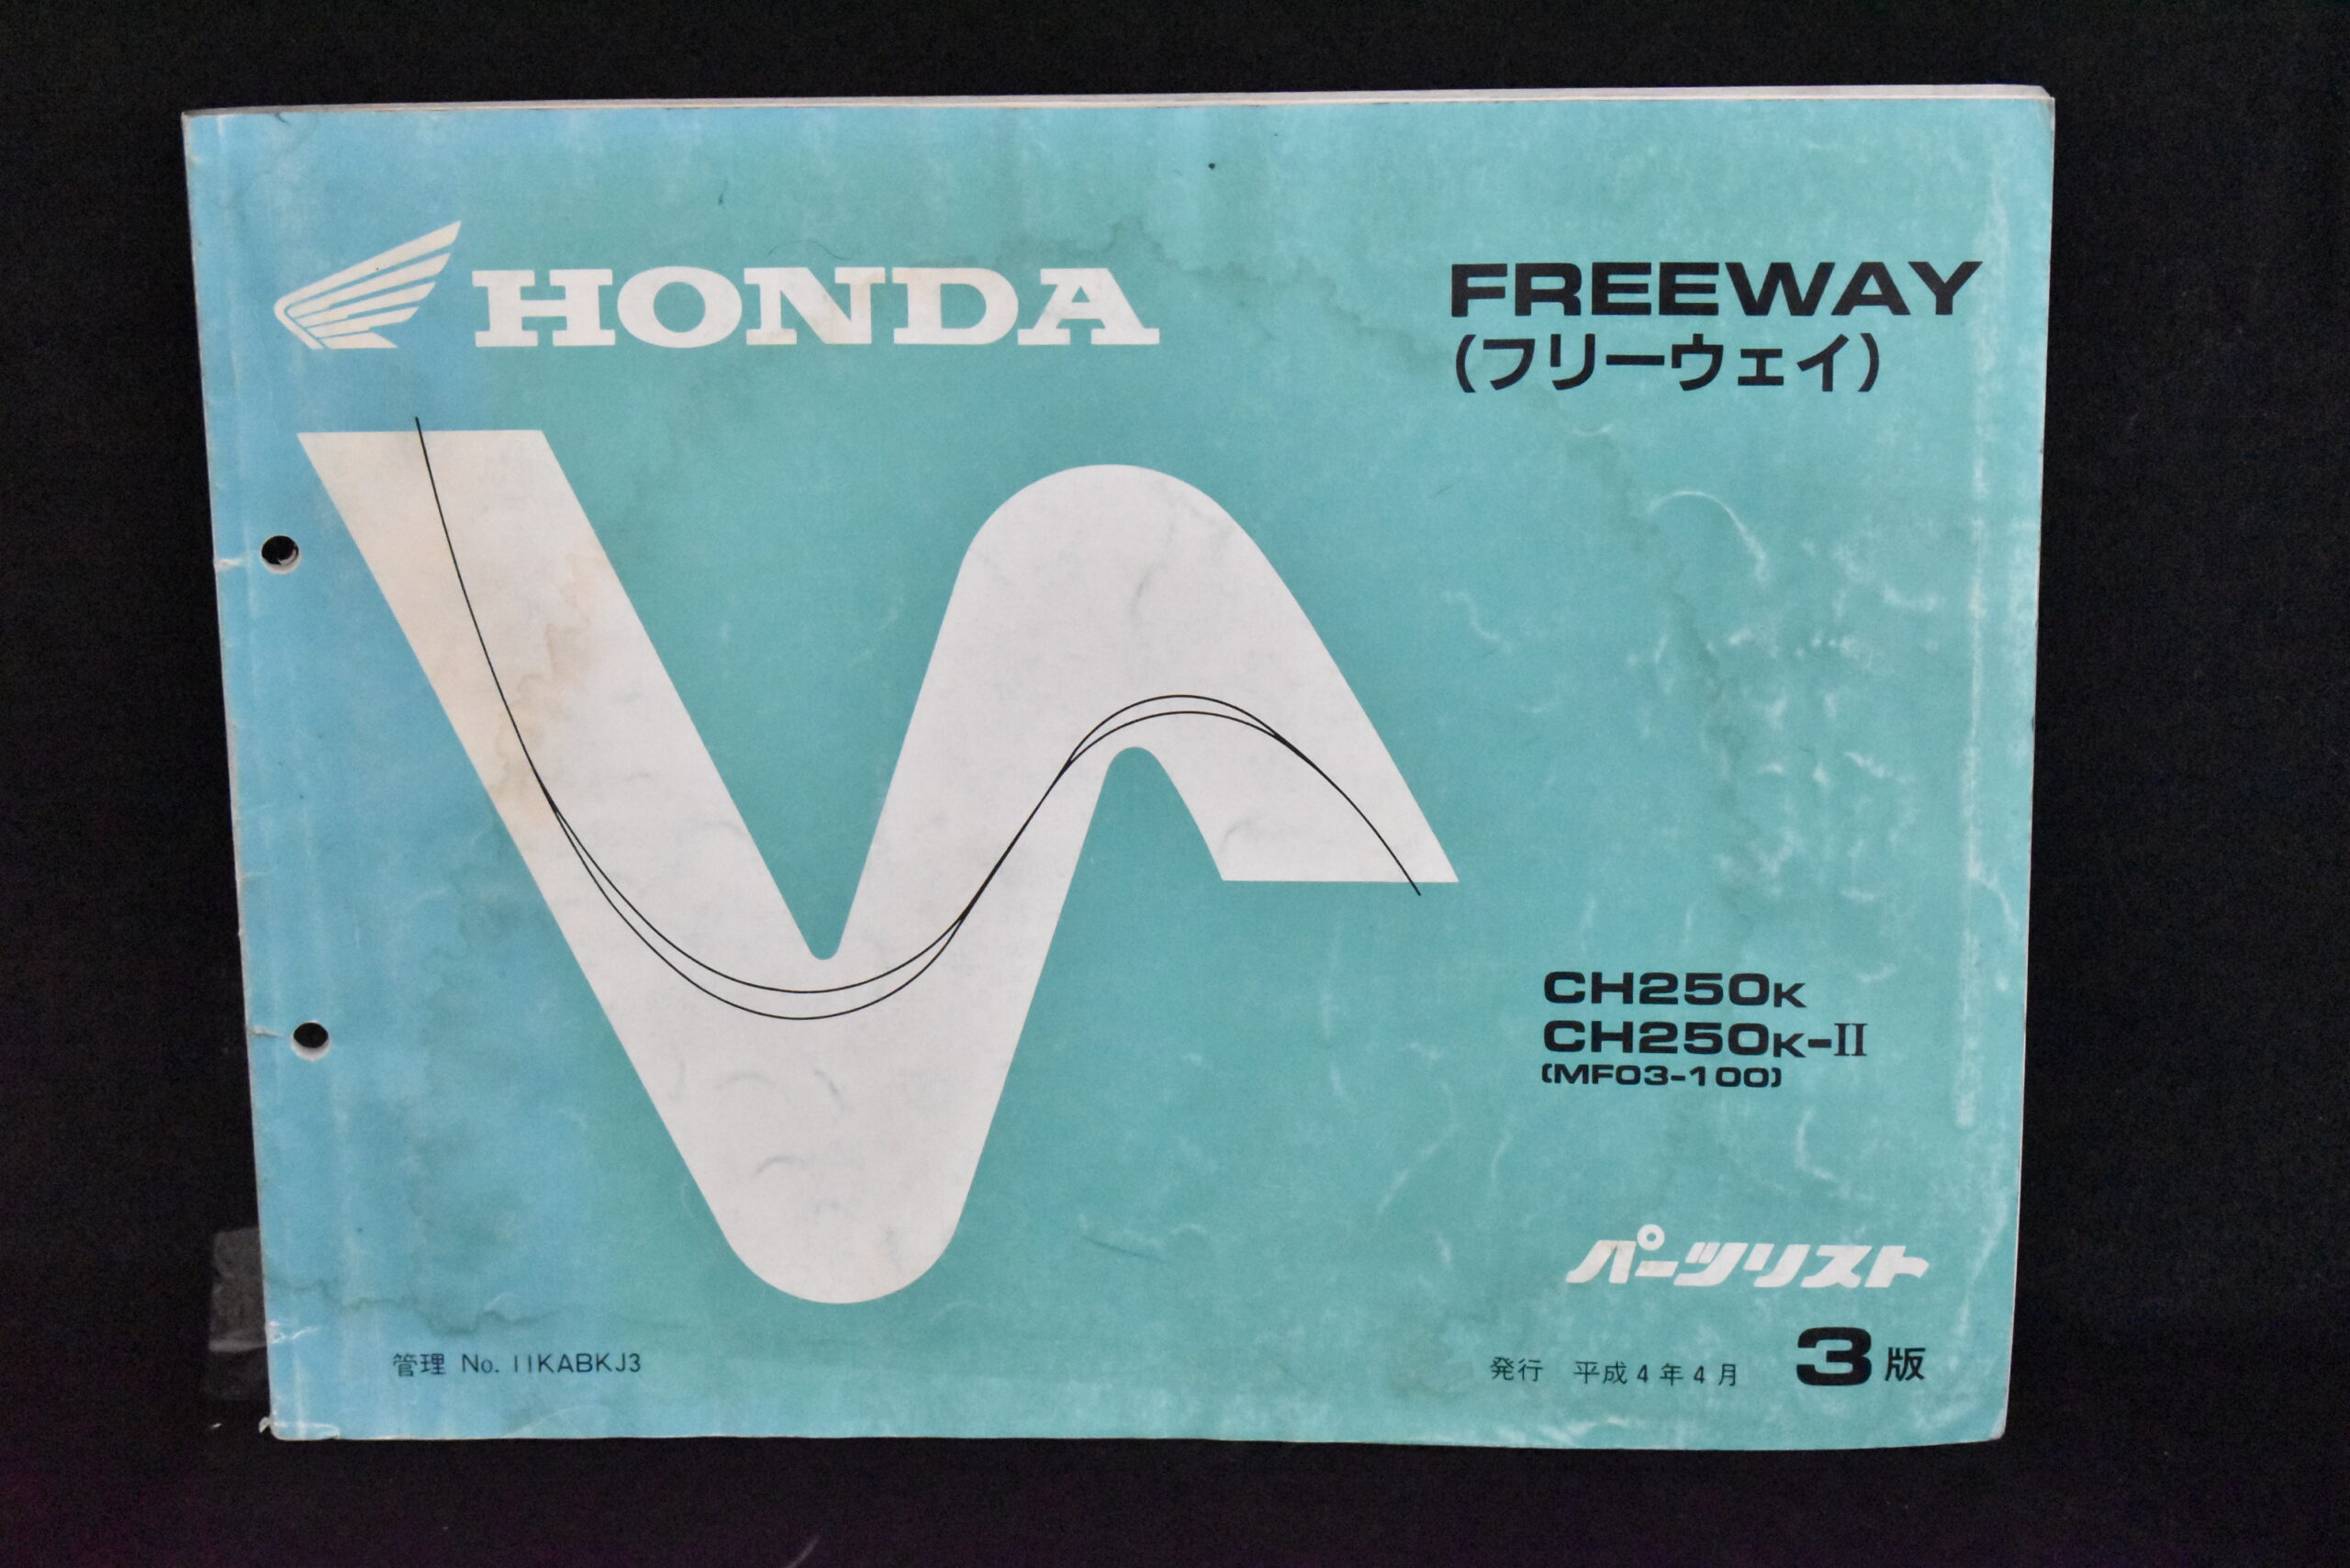 HONDA
FREEWAY
(フリーウェイ)
CH250K
CH250K-II
(MF03-100)
パーツリスト
管理 No. 11KABKJ3
発行 平成4年4月 3版